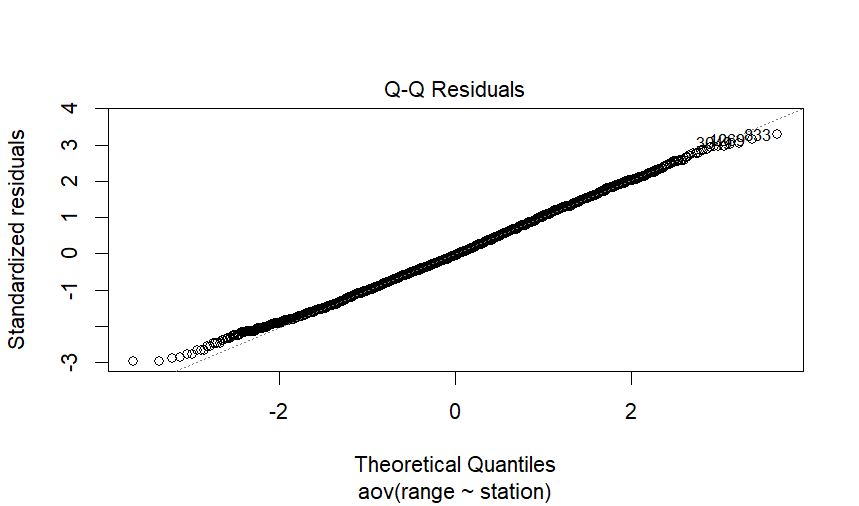 Q-Q Residuals
Standardized residuals
4
3
2
1
0
-1
-3
833
-2
0
2
Theoretical Quantiles
aov(range ~ station)